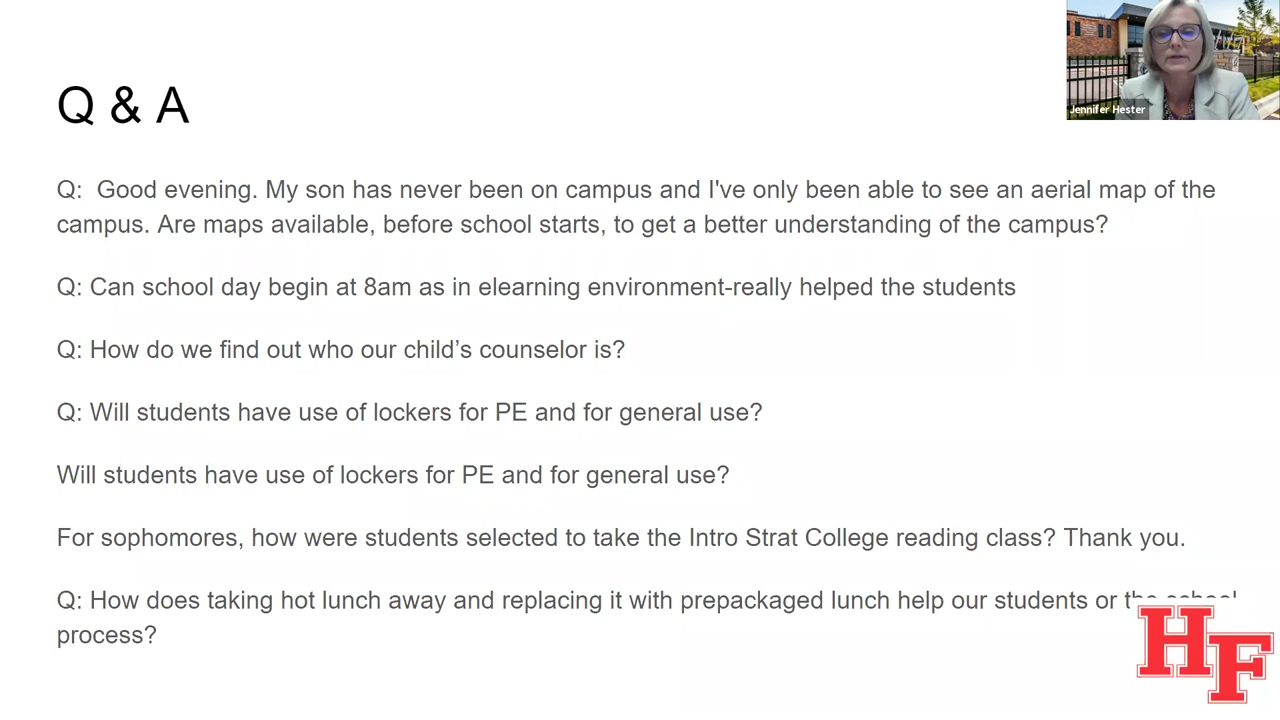 Jennifer Hester
Q & A
Q:  Good evening. My son has never been on campus and I've only been able to see an aerial map of the
campus. Are maps available, before school starts, to get a better understanding of the campus?
Q: Can school day begin at 8am as in elearning environment-really helped the students
Q: How do we find out who our child’s counselor is?
Q: Will students have use of lockers for PE and for general use?
Will students have use of lockers for PE and for general use?
For sophomores, how were students selected to take the Intro Strat College reading class? Thank you.
Q: How does taking hot lunch away and replacing it with prepackaged lunch help our students or the school
process?
HF